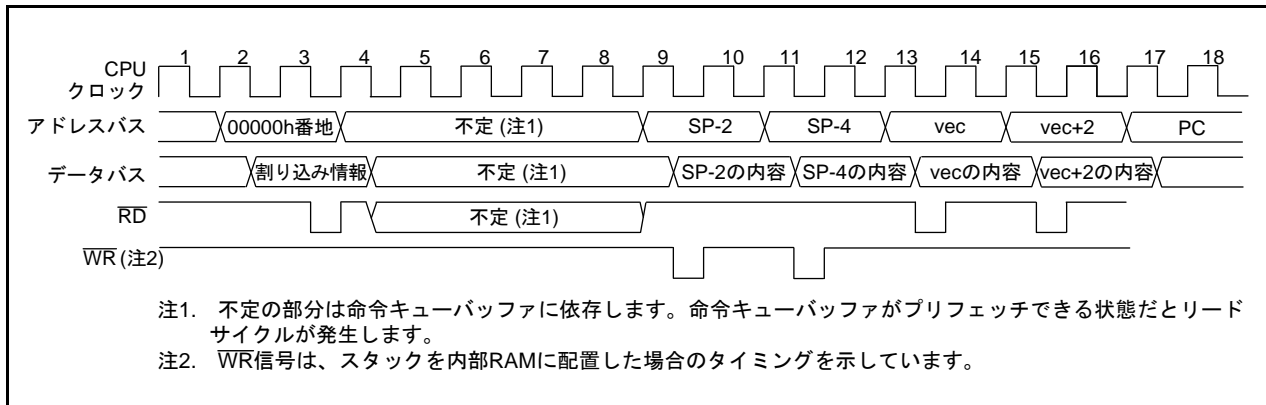 1 2 3 4 5 6 7 8 9 10 11 12 13 14 15 16 17 18
CPU
クロック
アドレスバス 00000h番地 不定 (注1) SP-2 SP-4 vec vec+2 PC
データバス 割り込み情報 不定 (注1) SP-2の内容 SP-4の内容 vecの内容 vec+2の内容
RD 不定 (注1)
WR (注2)
注1. 不定の部分は命令キューバッファに依存します。命令キューバッファがプリフェッチできる状態だとリード
サイクルが発生します。
注2. WR信号は、スタックを内部RAMに配置した場合のタイミングを示しています。